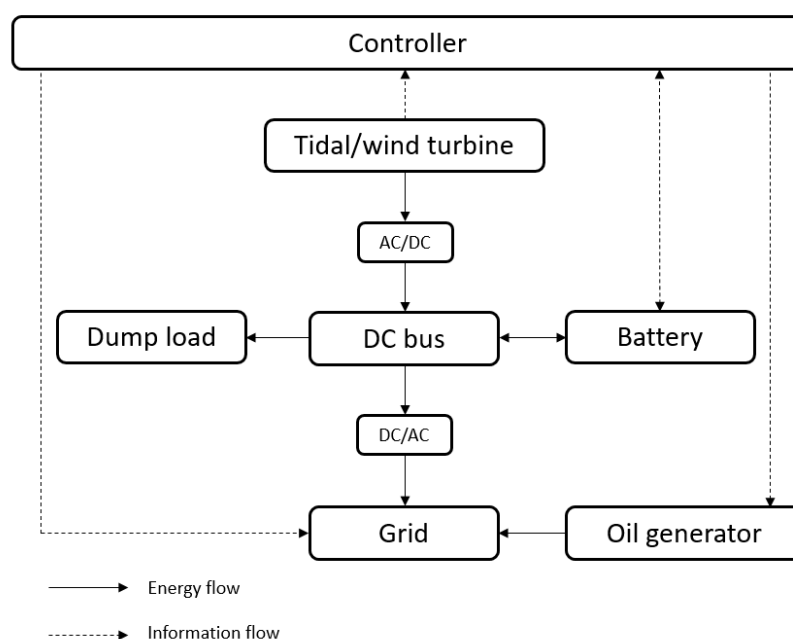 Controller
Tidal/wind turbine
AC/DC
Dump load
DC bus
Battery
DC/AC
Grid
Oil generator
Energy flow
Information flow